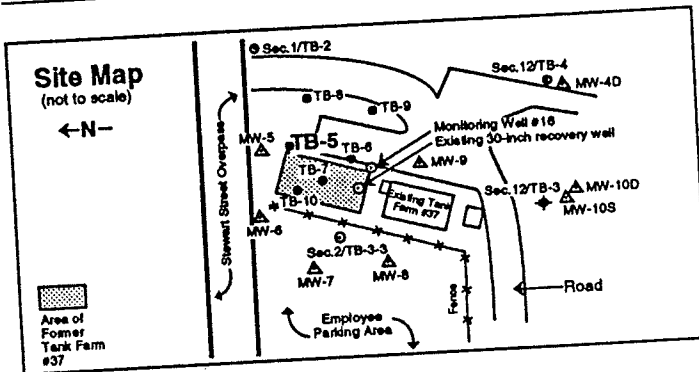 Site Map
(not to scale)
←N–
Stewart Street Overpass
Sec.1/TB-2
TB-8
TB-9
Sec.12/TB-4
MW-4D
Monitoring Well #16
Existing 30-inch recovery well
MW-5
TB-5
TB-6
MW-9
TB-7
TB-10
Existing Tank
Farm #37
Sec.12/TB-3
MW-10D
MW-10S
MW-6
Sec.2/TB-3-3
MW-7
MW-8
Fence
Road
Employee
Parking Area
Area of
Former
Tank Farm
#37